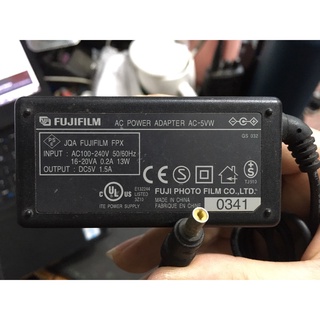 FUJIFILM
AC POWER ADAPTER AC-5VW
JQA FUJIFILM FPX
INPUT : AC100-240V 50/60Hz
16-20VA 0.2A 13W
OUTPUT : DC5V 1.5A
UL
LISTED
ITE POWER SUPPLY
FUJI PHOTO FILM CO.,LTD.
MADE IN CHINA
FABRIQUE EN CHINE
0341